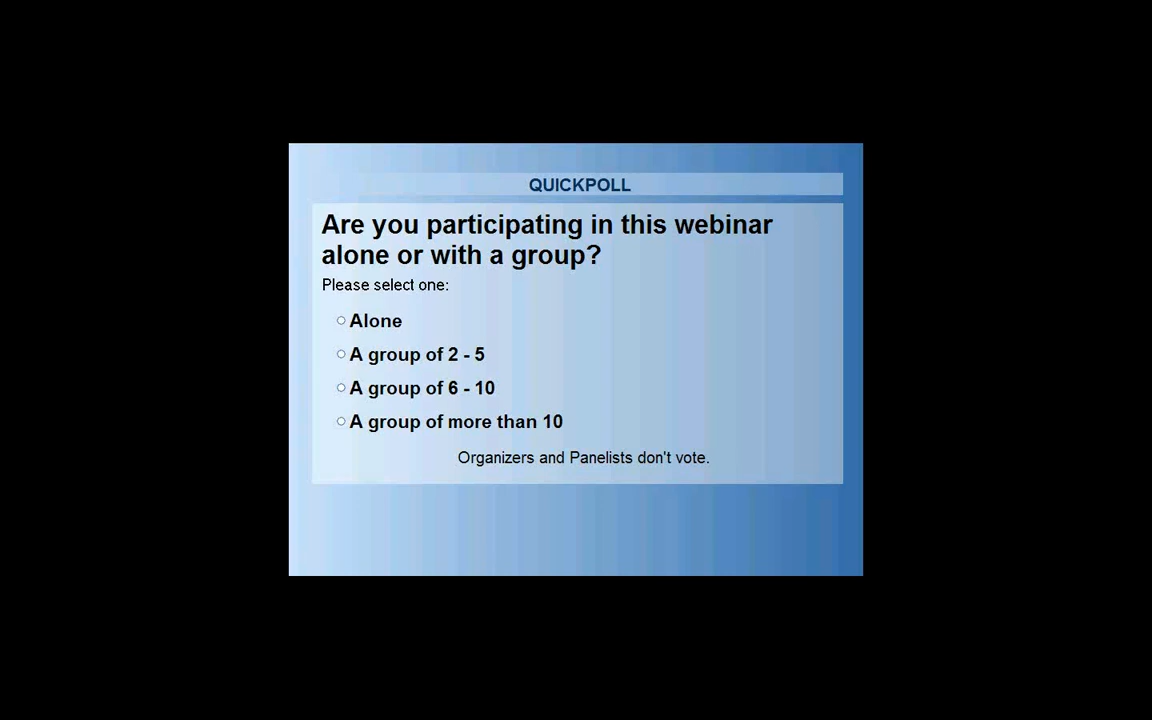 QUICKPOLL
Are you participating in this webinar
alone or with a group?
Please select one:
Alone
A group of 2 - 5
A group of 6 - 10
A group of more than 10
Organizers and Panelists don't vote.